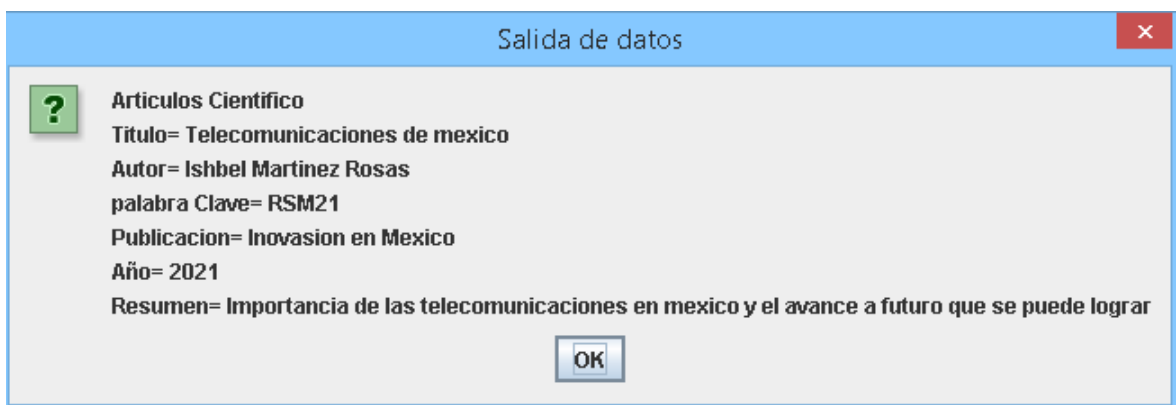 Salida de datos
Articulos Cientifico
Titulo= Telecomunicaciones de mexico
Autor= Ishbel Martinez Rosas
palabra Clave= RSM21
Publicacion= Inovasion en Mexico
Año= 2021
Resumen= Importancia de las telecomunicaciones en mexico y el avance a futuro que se puede lograr
OK